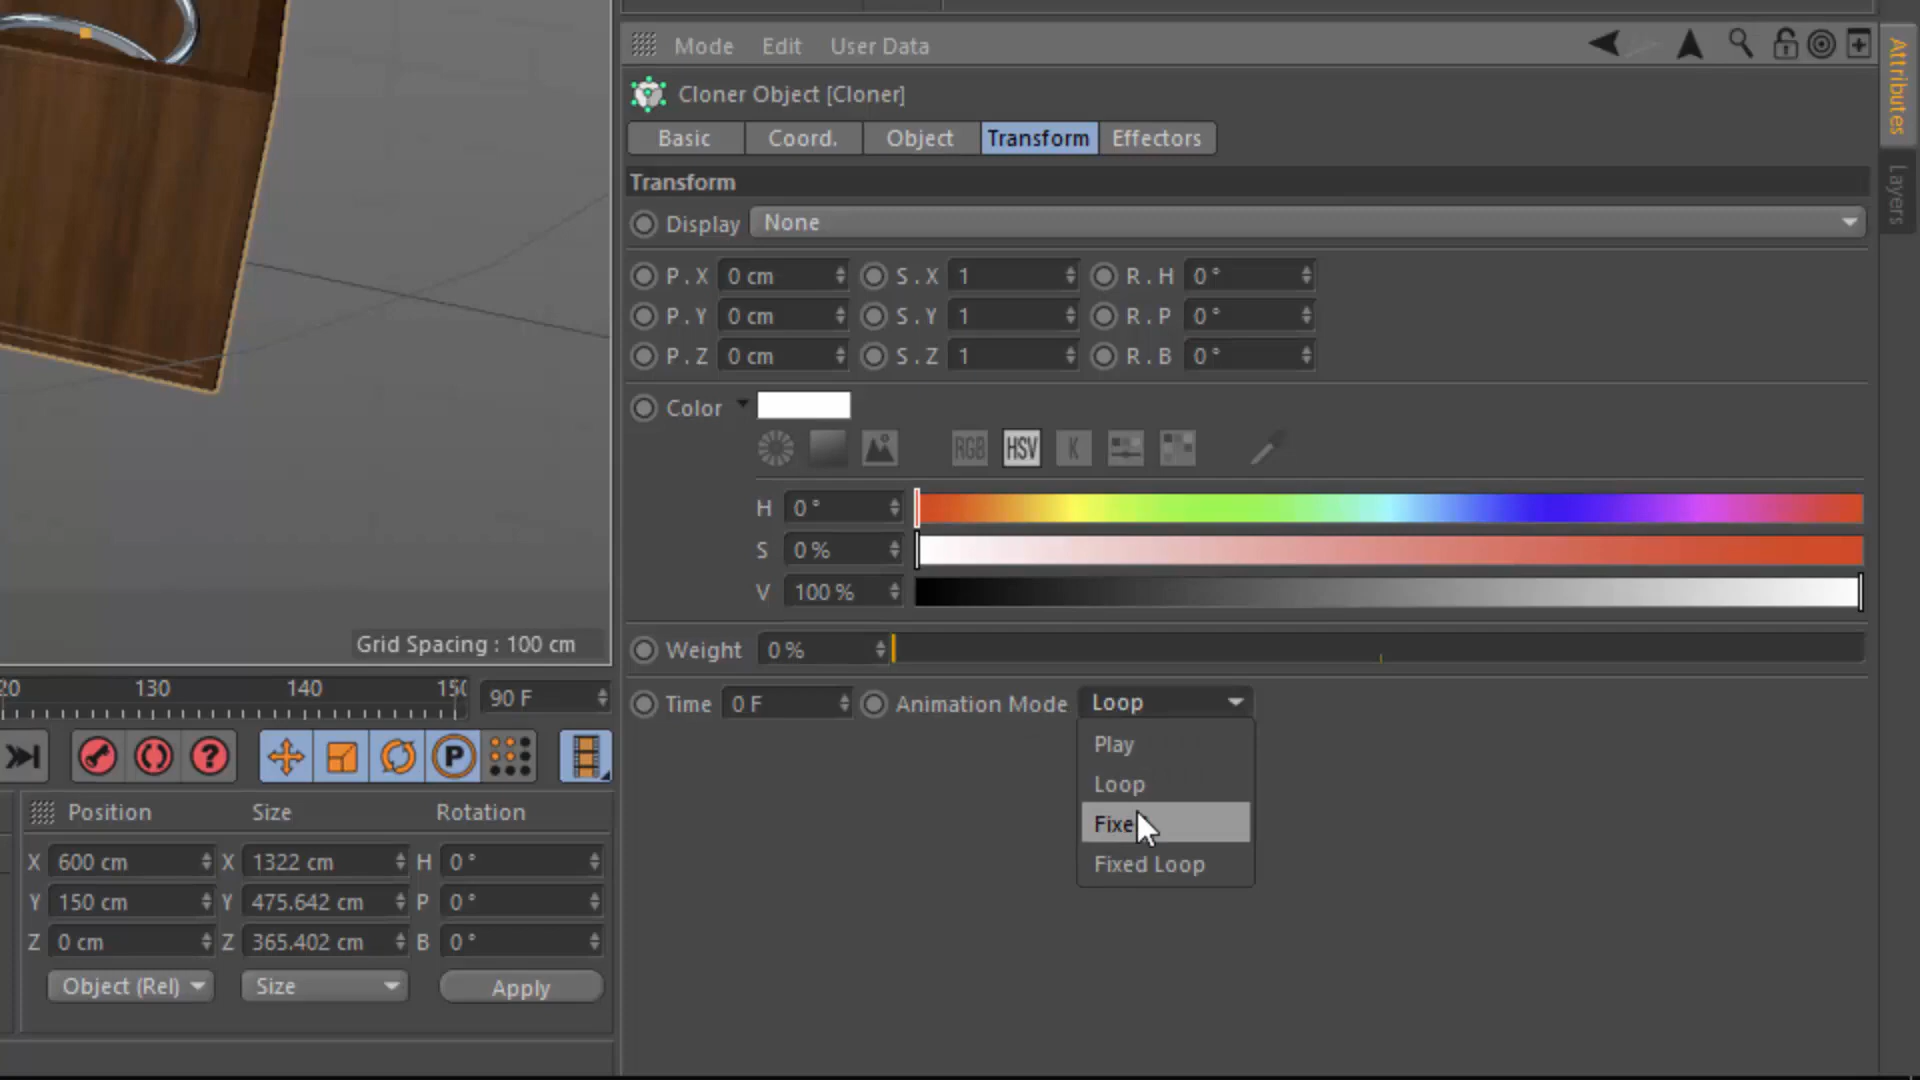 Mode Edit User Data
Attributes
Layers
Cloner Object [Cloner]
Basic Coord. Object Transform Effectors
Transform
Display None
P . X 0 cm S . X 1 R . H 0 °
P . Y 0 cm S . Y 1 R . P 0 °
P . Z 0 cm S . Z 1 R . B 0 °
Color
RGB HSV K
H 0 °
S 0 %
V 100 %
Grid Spacing : 100 cm
Weight 0 %
130 140 90 F
Time 0 F Animation Mode Loop
Play
Loop
Fixed Loop
P
Position Size Rotation
X 600 cm X 1322 cm H 0 °
Y 150 cm Y 475.642 cm P 0 °
Z 0 cm Z 365.402 cm B 0 °
Object (Rel) Size Apply